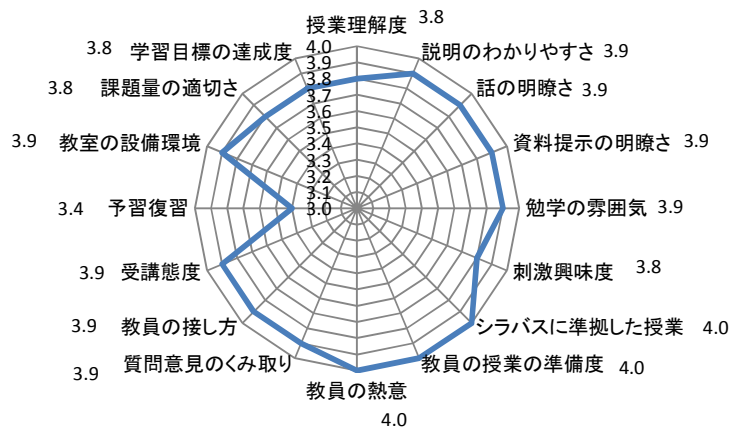 授業理解度 3.8
説明のわかりやすさ 3.9
話の明瞭さ 3.9
資料提示の明瞭さ 3.9
勉学の雰囲気 3.9
刺激興味度 3.8
シラバスに準拠した授業 4.0
教員の授業の準備度 4.0
教員の熱意
4.0
質問意見のくみ取り
3.9
3.9 教員の接し方
3.9 受講態度
3.4 予習復習
3.9 教室の設備環境
3.8 課題量の適切さ
3.8 学習目標の達成度
4.0
3.9
3.8
3.7
3.6
3.5
3.4
3.3
3.2
3.1
3.0